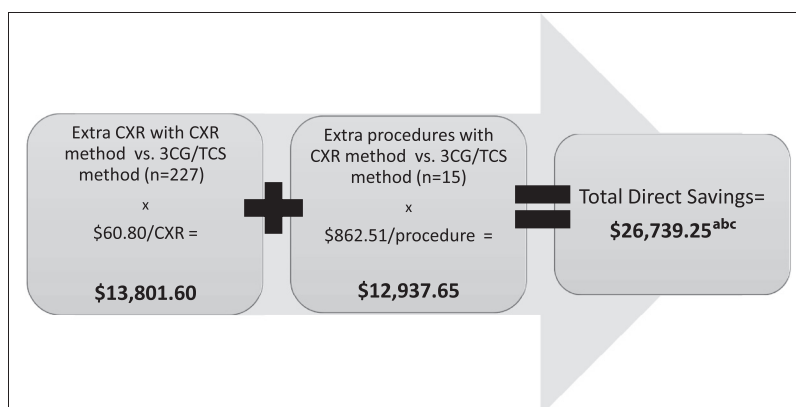 Extra CXR with CXR
method vs. 3CG/TCS
method (n=227)
x
$60.80/CXR =
$13,801.60
Extra procedures with
CXR method vs. 3CG/TCS
method (n=15)
x
$862.51/procedure =
$12,937.65
Total Direct Savings=
$26,739.25abc